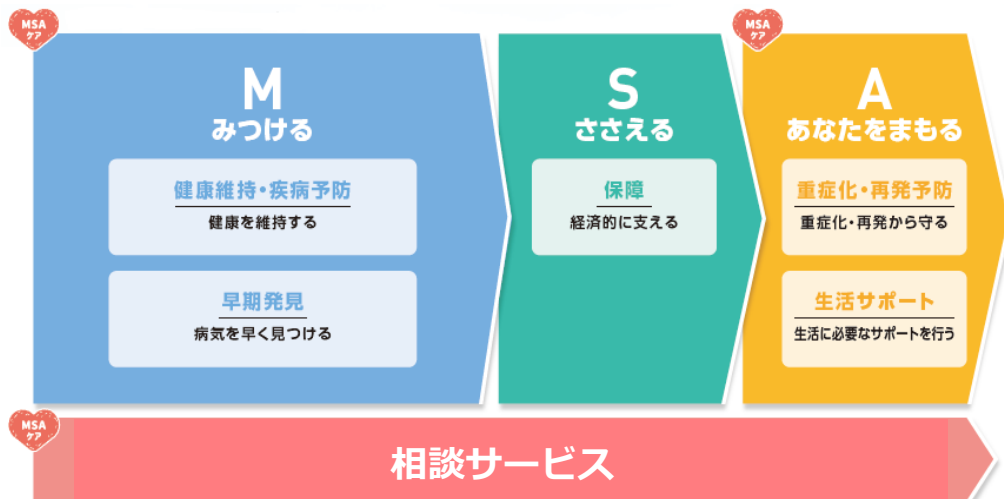 MSA
ケア
M
みつける
健康維持・疾病予防
健康を維持する
早期発見
病気を早く見つける
S
ささえる
保障
経済的に支える
MSA
ケア
A
あなたをまもる
重症化・再発予防
重症化・再発から守る
生活サポート
生活に必要なサポートを行う
MSA
ケア
相談サービス